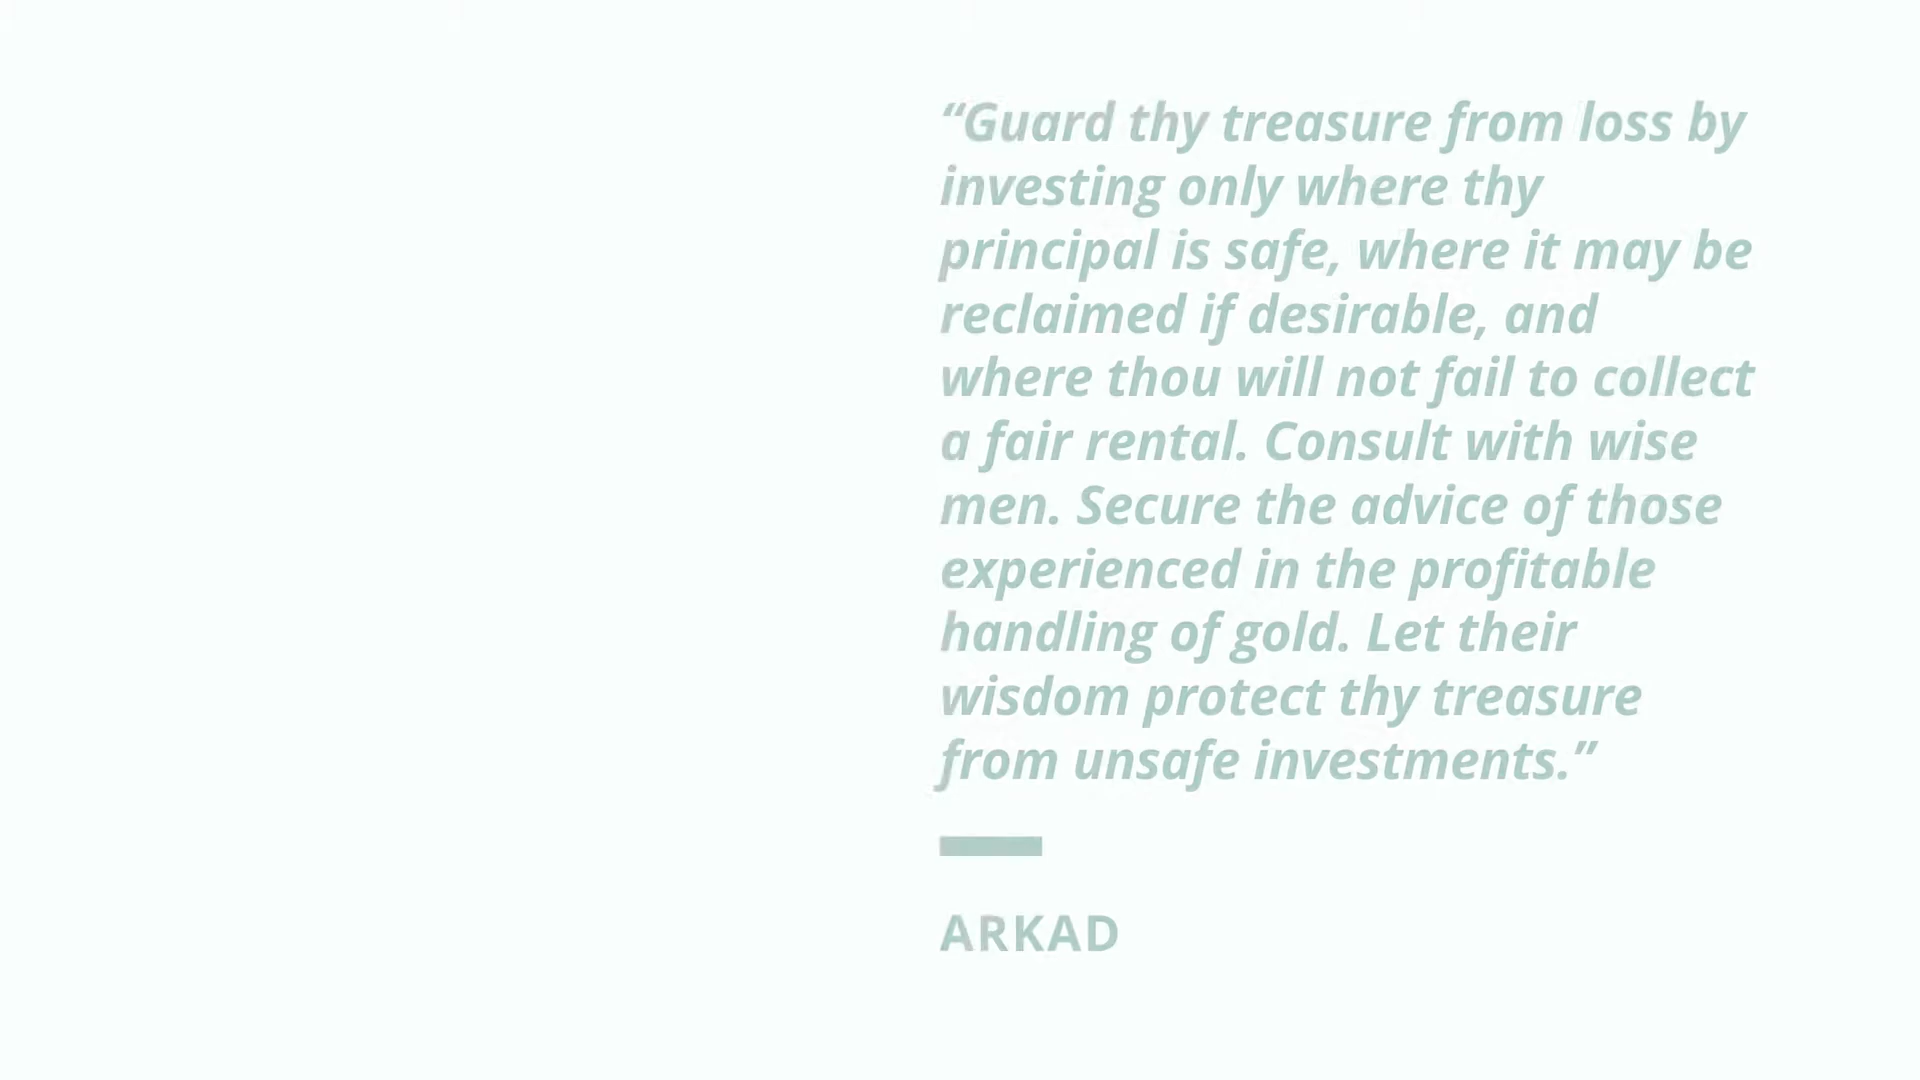 “Guard thy treasure from loss by
investing only where thy
principal is safe, where it may be
reclaimed if desirable, and
where thou will not fail to collect
a fair rental. Consult with wise
men. Secure the advice of those
experienced in the profitable
handling of gold. Let their
wisdom protect thy treasure
from unsafe investments.”
ARKAD